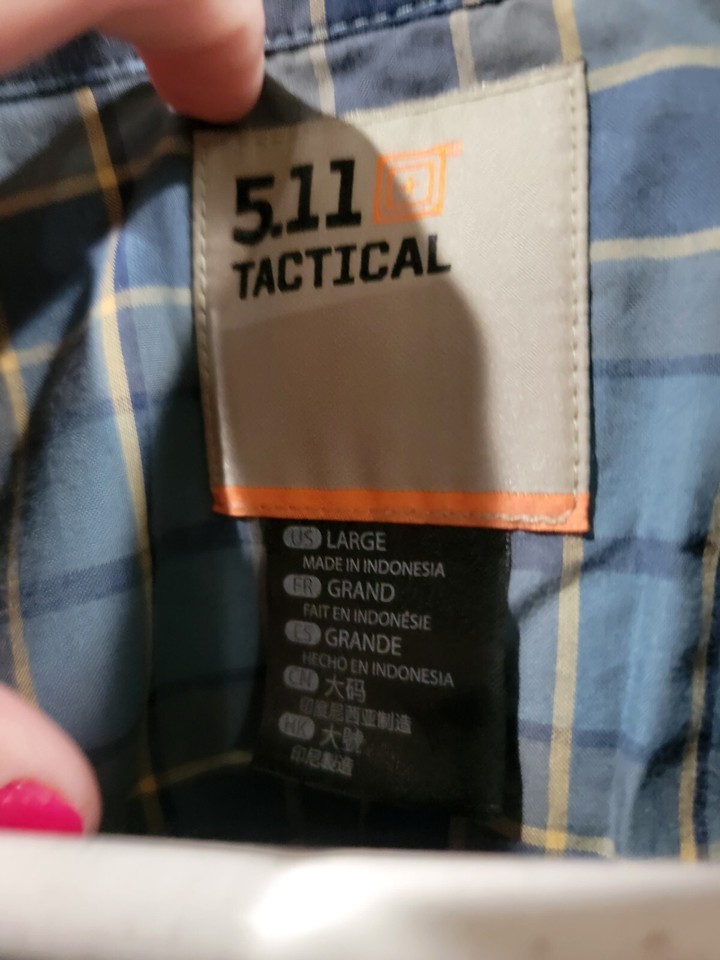 5.11
TACTICAL
US LARGE
MADE IN INDONESIA
FR GRAND
FAIT EN INDONÉSIE
ES GRANDE
HECHO EN INDONESIA
CN 大码
印度尼西亚制造
HK 大號
印尼製造